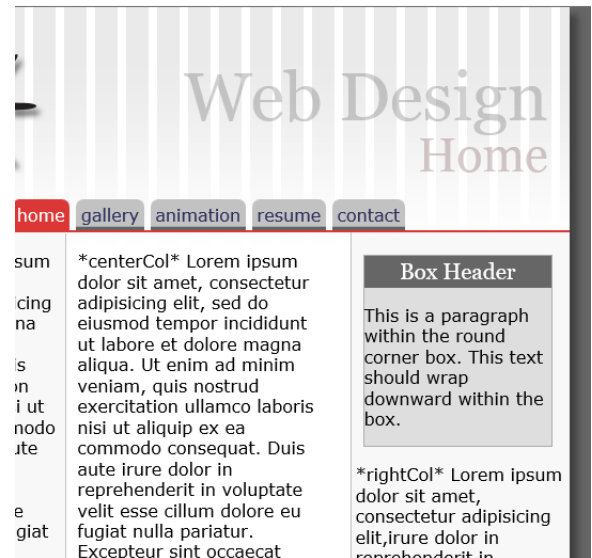 Web Design
Home
home gallery animation resume contact
*centerCol* Lorem ipsum
dolor sit amet, consectetur
adipisicing elit, sed do
eiusmod tempor incididunt
ut labore et dolore magna
aliqua. Ut enim ad minim
veniam, quis nostrud
exercitation ullamco laboris
nisi ut aliquip ex ea
commodo consequat. Duis
aute irure dolor in
reprehenderit in voluptate
velit esse cillum dolore eu
fugiat nulla pariatur.
Excepteur sint occaecat
Box Header
This is a paragraph
within the round
corner box. This text
should wrap
downward within the
box.
*rightCol* Lorem ipsum
dolor sit amet,
consectetur adipisicing
elit,irure dolor in
reprehenderit in